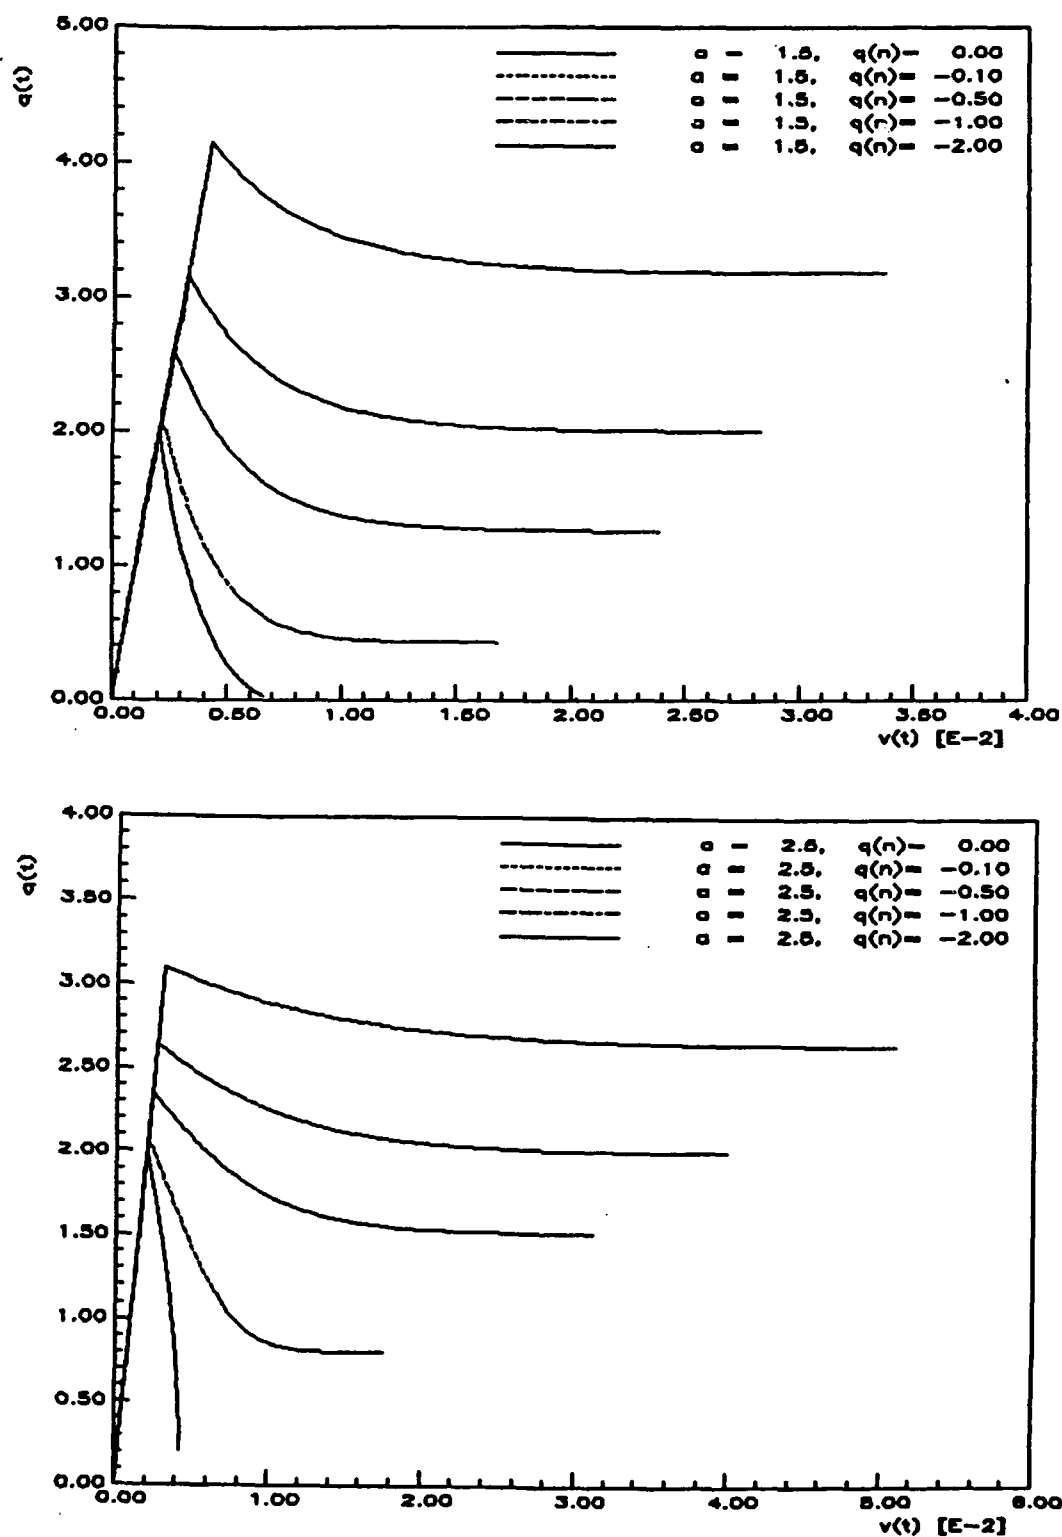 5.00
q(t)
a = 1.5, q(n)= 0.00
a = 1.5, q(n)= -0.10
a = 1.5, q(n)= -0.50
a = 1.5, q(n)= -1.00
a = 1.5, q(n)= -2.00
4.00
3.00
2.00
1.00
0.00
0.00 0.50 1.00 1.50 2.00 2.50 3.00 3.50 4.00
v(t) [E-2]
4.00
q(t)
a = 2.5, q(n)= 0.00
a = 2.5, q(n)= -0.10
a = 2.5, q(n)= -0.50
a = 2.5, q(n)= -1.00
a = 2.5, q(n)= -2.00
3.50
3.00
2.50
2.00
1.50
1.00
0.50
0.00
0.00 1.00 2.00 3.00 4.00 5.00 6.00
v(t) [E-2]